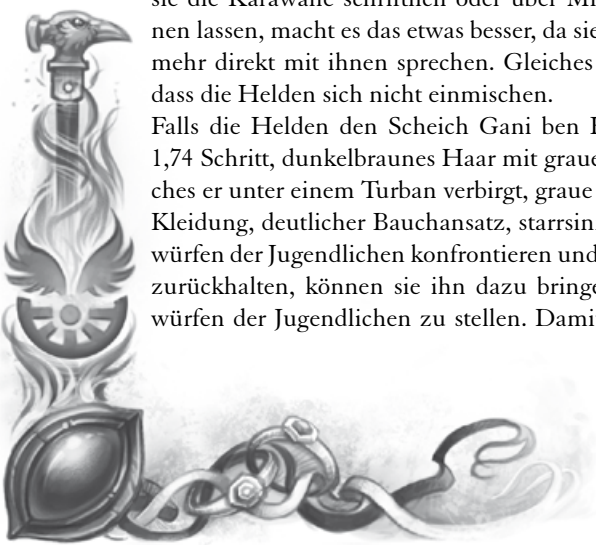 sie die Karawane schriftlich oder über
nen lassen, macht es das etwas besser, da sie
mehr direkt mit ihnen sprechen. Gleiches
dass die Helden sich nicht einmischen.
Falls die Helden den Scheich Gani ben
1,74 Schritt, dunkelbraunes Haar mit graue
ches er unter einem Turban verbirgt, graue
Kleidung, deutlicher Bauchansatz, starrsin
würfen der Jugendlichen konfrontieren und
zurückhalten, können sie ihn dazu bringe
würfen der Jugendlichen zu stellen. Dami